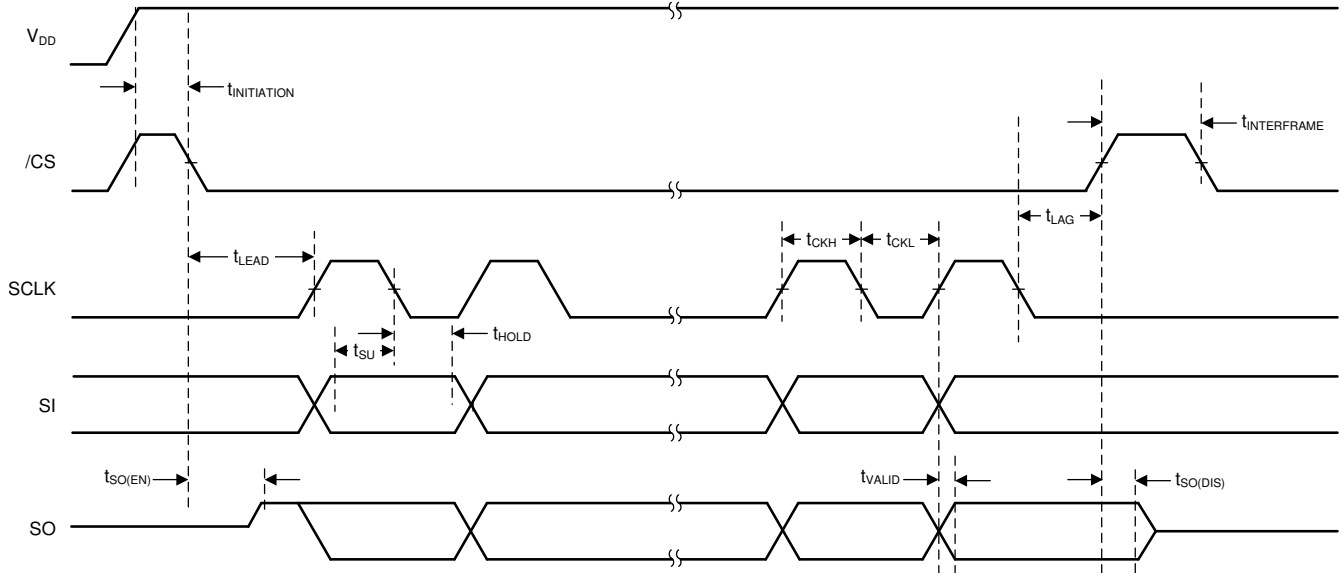 VDD
tINITIATION
tINTERFRAME
/CS
tLAG
tLEAD
tCKH
tCKL
SCLK
tHOLD
tSU
SI
tSO(EN)
tVALID
tSO(DIS)
SO